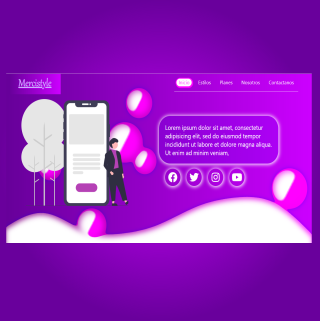 Mercistyle
Inicio Estilos Planes Nosotros Contactanos
Lorem ipsum dolor sit amet, consectetur
adipisicing elit, sed do eiusmod tempor
incididunt ut labore et dolore magna aliqua.
Ut enim ad minim veniam,